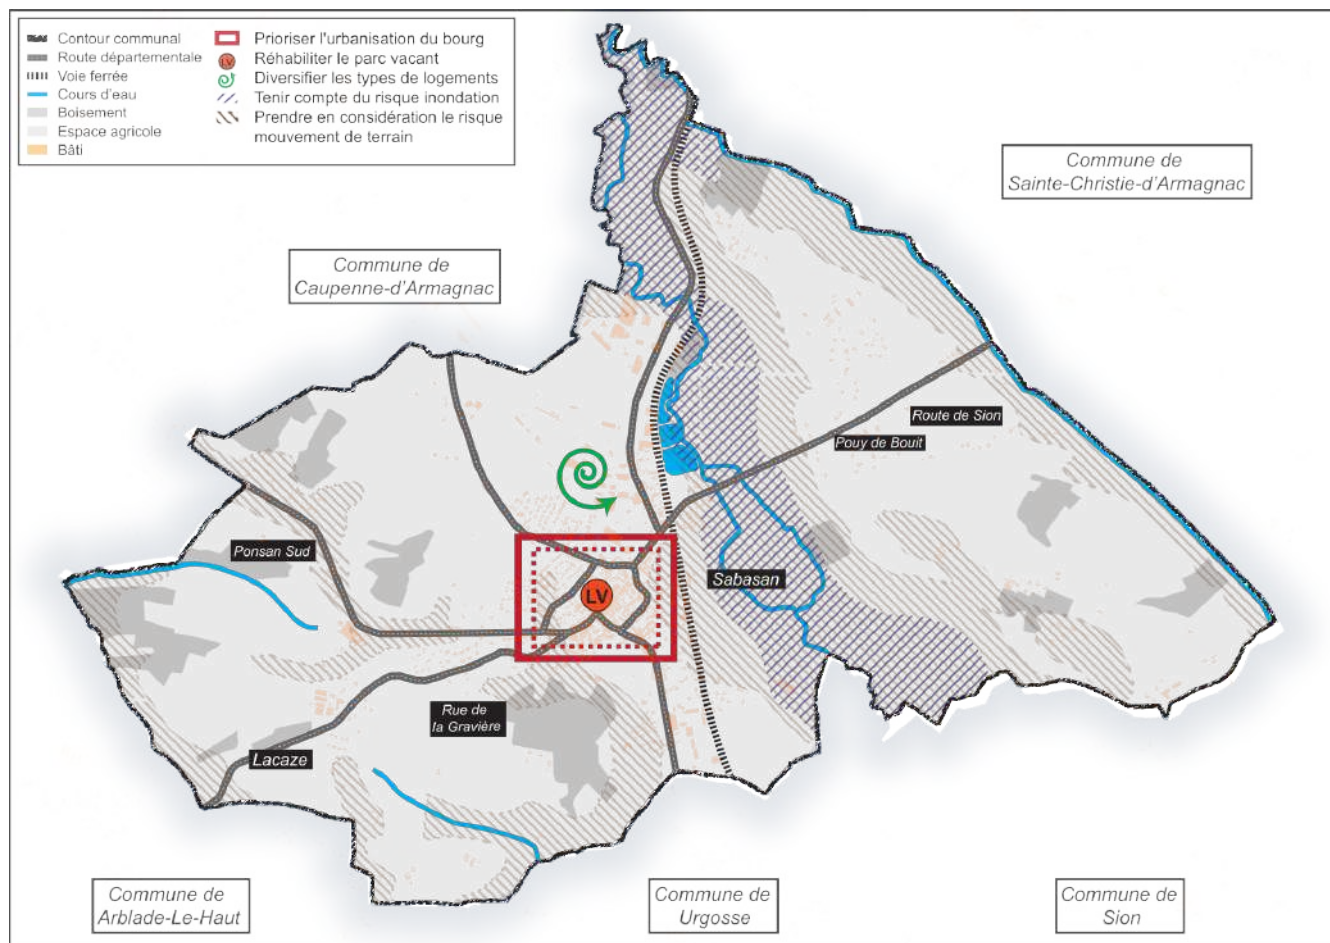 Contour communal
Route départementale
Voie ferrée
Cours d'eau
Boisement
Espace agricole
Bâti
Prioriser l'urbanisation du bourg
LV
Réhabiliter le parc vacant
Diversifier les types de logements
Tenir compte du risque inondation
Prendre en considération le risque
mouvement de terrain
Commune de
Sainte-Christie-d'Armagnac
Commune de
Caupenne-d'Armagnac
Route de Sion
Pouy de Bouit
Ponsan Sud
Sabasan
LV
Rue de
la Gravière
Lacaze
Commune de
Arblade-Le-Haut
Commune de
Urgosse
Commune de
Sion